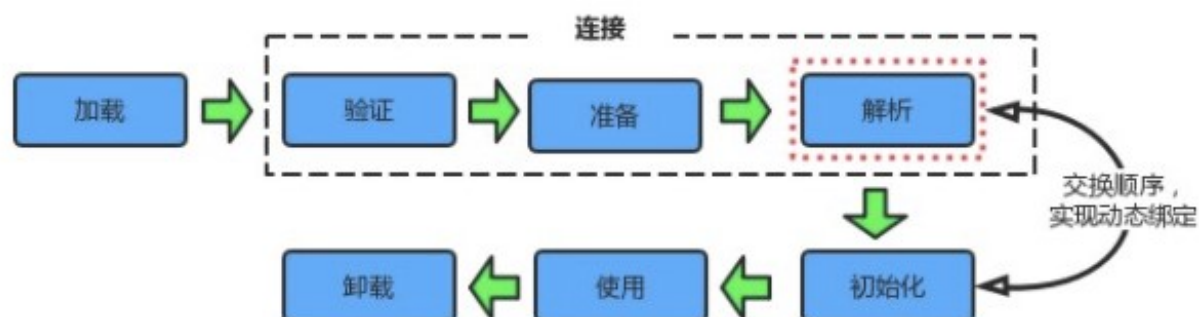 连接
加载
验证
准备
解析
交换顺序，
实现动态绑定
卸载
使用
初始化